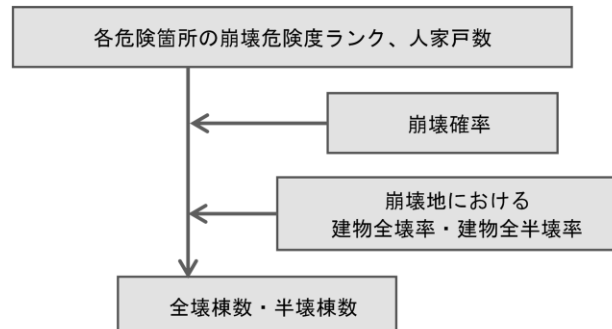 各危険箇所の崩壊危険度ランク、人家戸数
崩壊確率
崩壊地における
建物全壊率・建物全半壊率
全壊棟数・半壊棟数